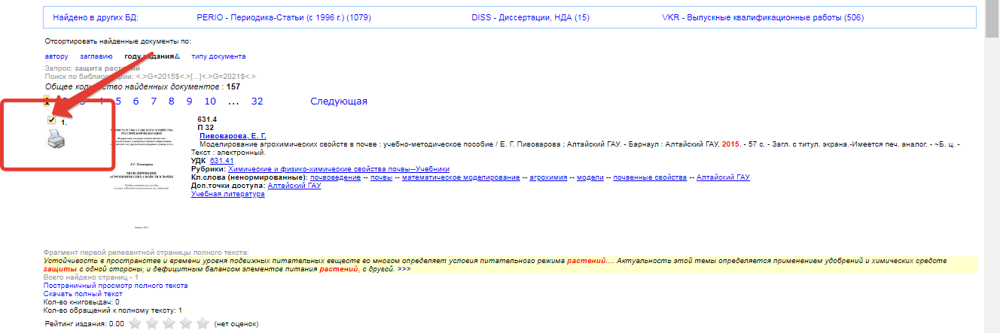 Найдено в других БД: PERIO - Периодика-Статьи (с 1996 г.) (1079) DISS - Диссертации, НДА (15) VKR - Выпускные квалификационные работы (506)
Отсортировать найденные документы по:
автору заглавию году издания типу документа
Запрос: защита растений
Поиск по библиографии: <.>G=2015$<.>[...]<.>G=2021$<.>
Общее количество найденных документов : 157
1 2 3 4 5 6 7 8 9 10 ... 32 Следующая
1.
631.4
П 32
Пивоварова, Е. Г.
Моделирование агрохимических свойств в почве : учебно-методическое пособие / Е. Г. Пивоварова ; Алтайский ГАУ. - Барнаул : Алтайский ГАУ, 2015. - 57 с. - Загл. с титул. экрана.-Имеется печ. аналог. - ~Б. ц. -
Текст : электронный.
УДК 631.41
Рубрики: Химические и физико-химические свойства почвы--Учебники
Кл.слова (ненормированные): почвоведение -- почвы -- математическое моделирование -- агрохимия -- модели -- почвенные свойства -- Алтайский ГАУ
Доп.точки доступа: Алтайский ГАУ
Учебная литература
Е.Г. Пивоварова
МОДЕЛИРОВАНИЕ
АГРОХИМИЧЕСКИХ СВОЙСТВ В ПОЧВЕ
Фрагмент первой релевантной страницы полного текста:
Устойчивость в пространстве и времени уровня подвижных питательных веществ во многом определяет условия питательного режима растений.... Актуальность этой темы определяется применением удобрений и химических средств
защиты с одной стороны, и дефицитным балансом элементов питания растений, с другой. >>>
Всего найдено страниц - 1
Постраничный просмотр полного текста
Скачать полный текст
Кол-во книговыдач: 0
Кол-во обращений к полному тексту: 1
Рейтинг издания: 0.00 (нет оценок)